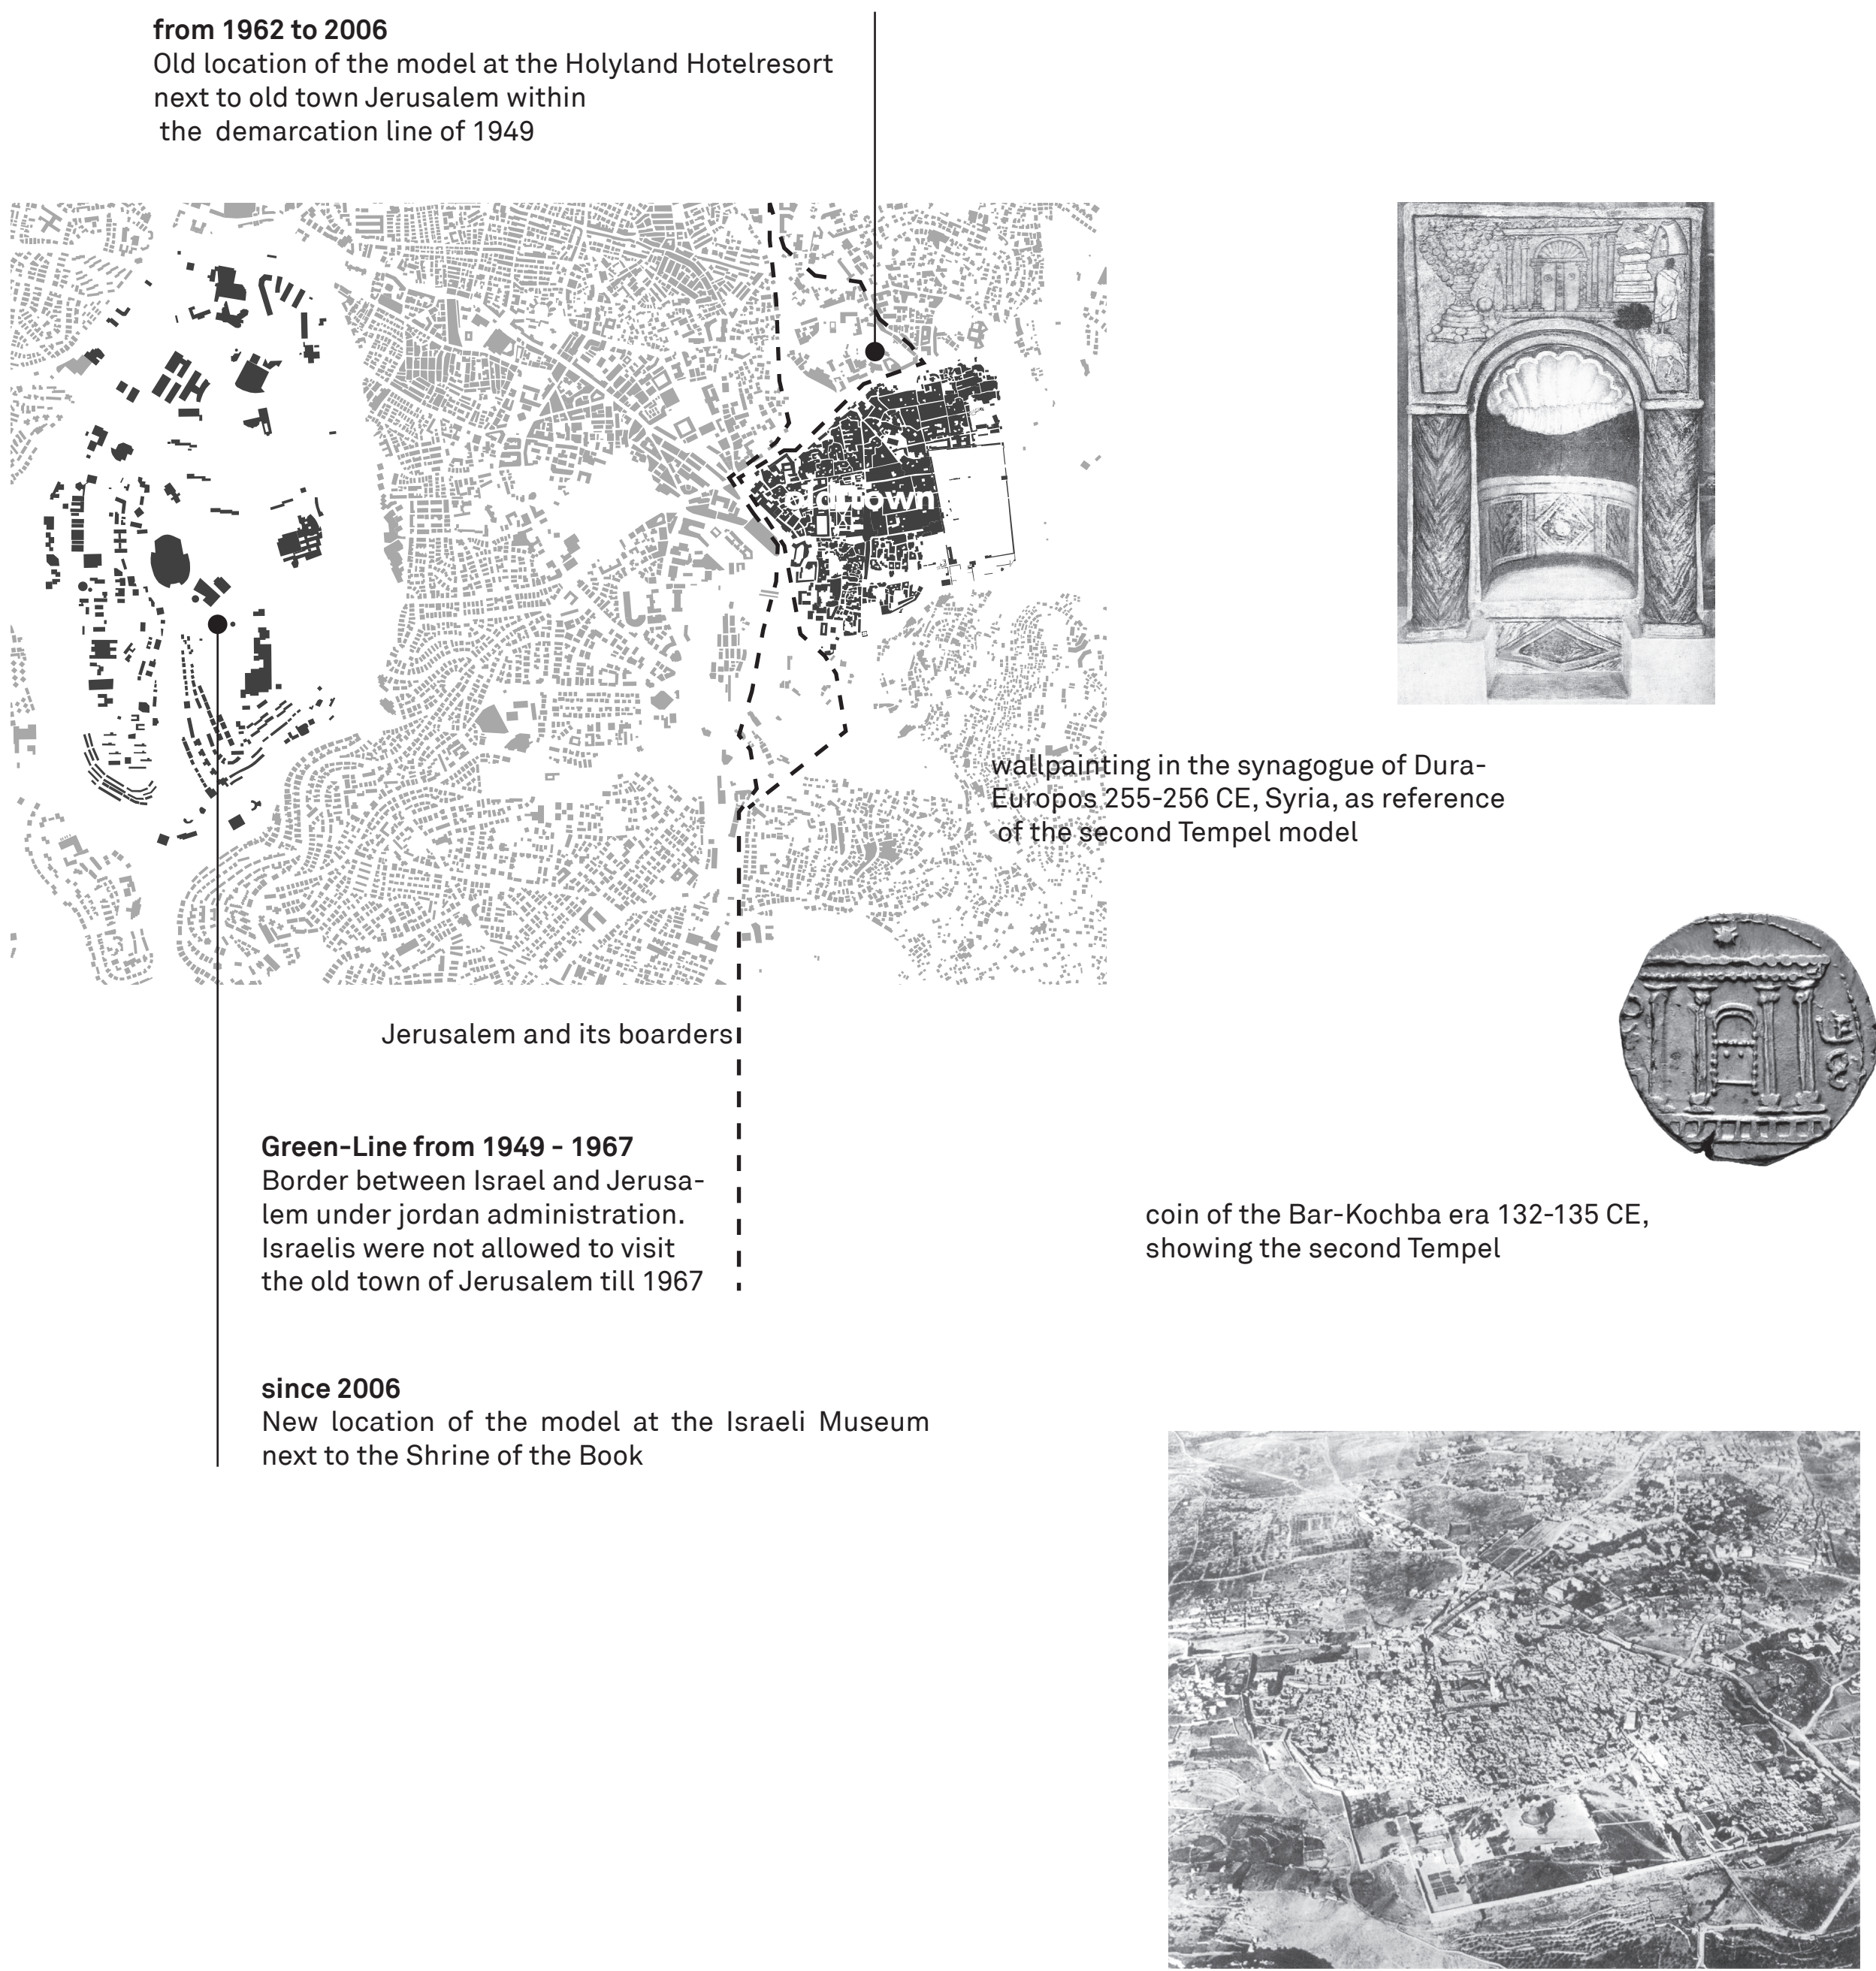 from 1962 to 2006
Old location of the model at the Holyland Hotelresort
next to old town Jerusalem within
the demarcation line of 1949
old town
wallpainting in the synagogue of Dura-
Europos 255-256 CE, Syria, as reference
of the second Tempel model
Jerusalem and its boarders
Green-Line from 1949 - 1967
Border between Israel and Jerusa-
lem under jordan administration.
Israelis were not allowed to visit
the old town of Jerusalem till 1967
coin of the Bar-Kochba era 132-135 CE,
showing the second Tempel
since 2006
New location of the model at the Israeli Museum
next to the Shrine of the Book